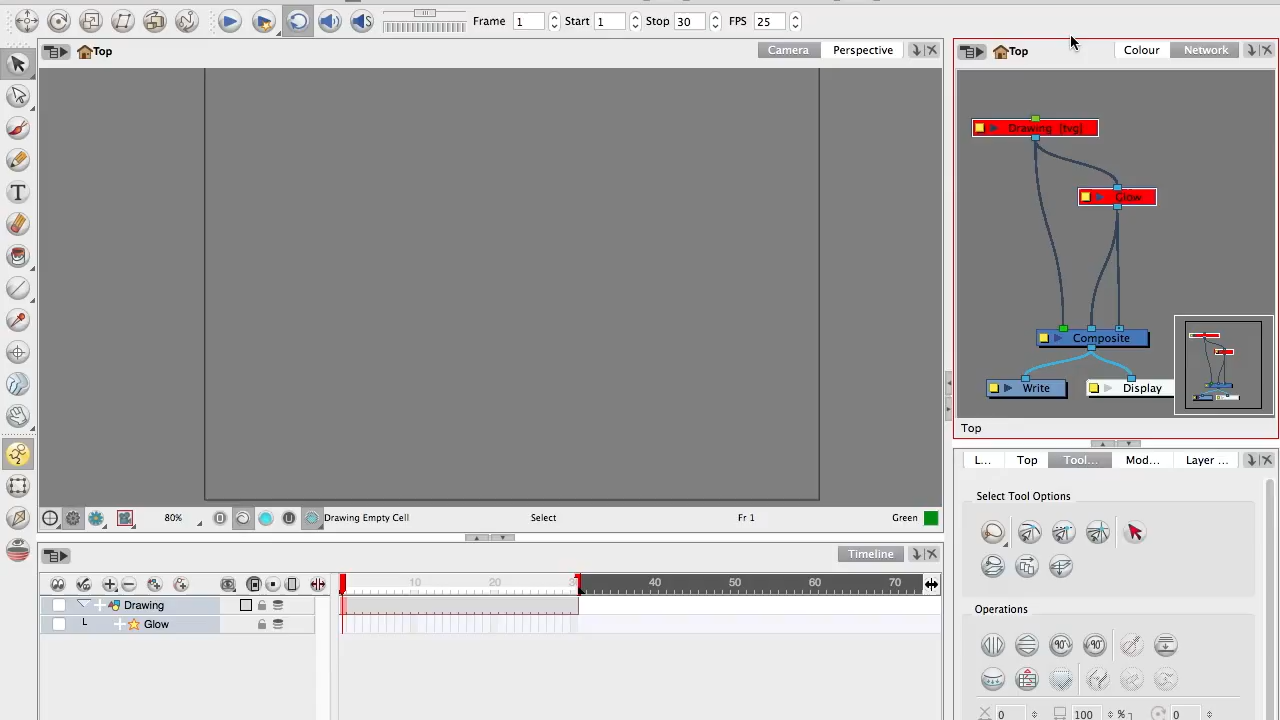 Frame 1 Start 1 Stop 30 FPS 25
Top Camera Perspective
Top Colour Network
T
Drawing [tvg]
Glow
Composite
Write Display
Top
L... Top Tool... Mod... Layer ...
Select Tool Options
80% Drawing Empty Cell Select Fr 1 Green
Timeline
10 20 40 50 60 70
Drawing
Glow
Operations
90° 90°
0 100 % 0